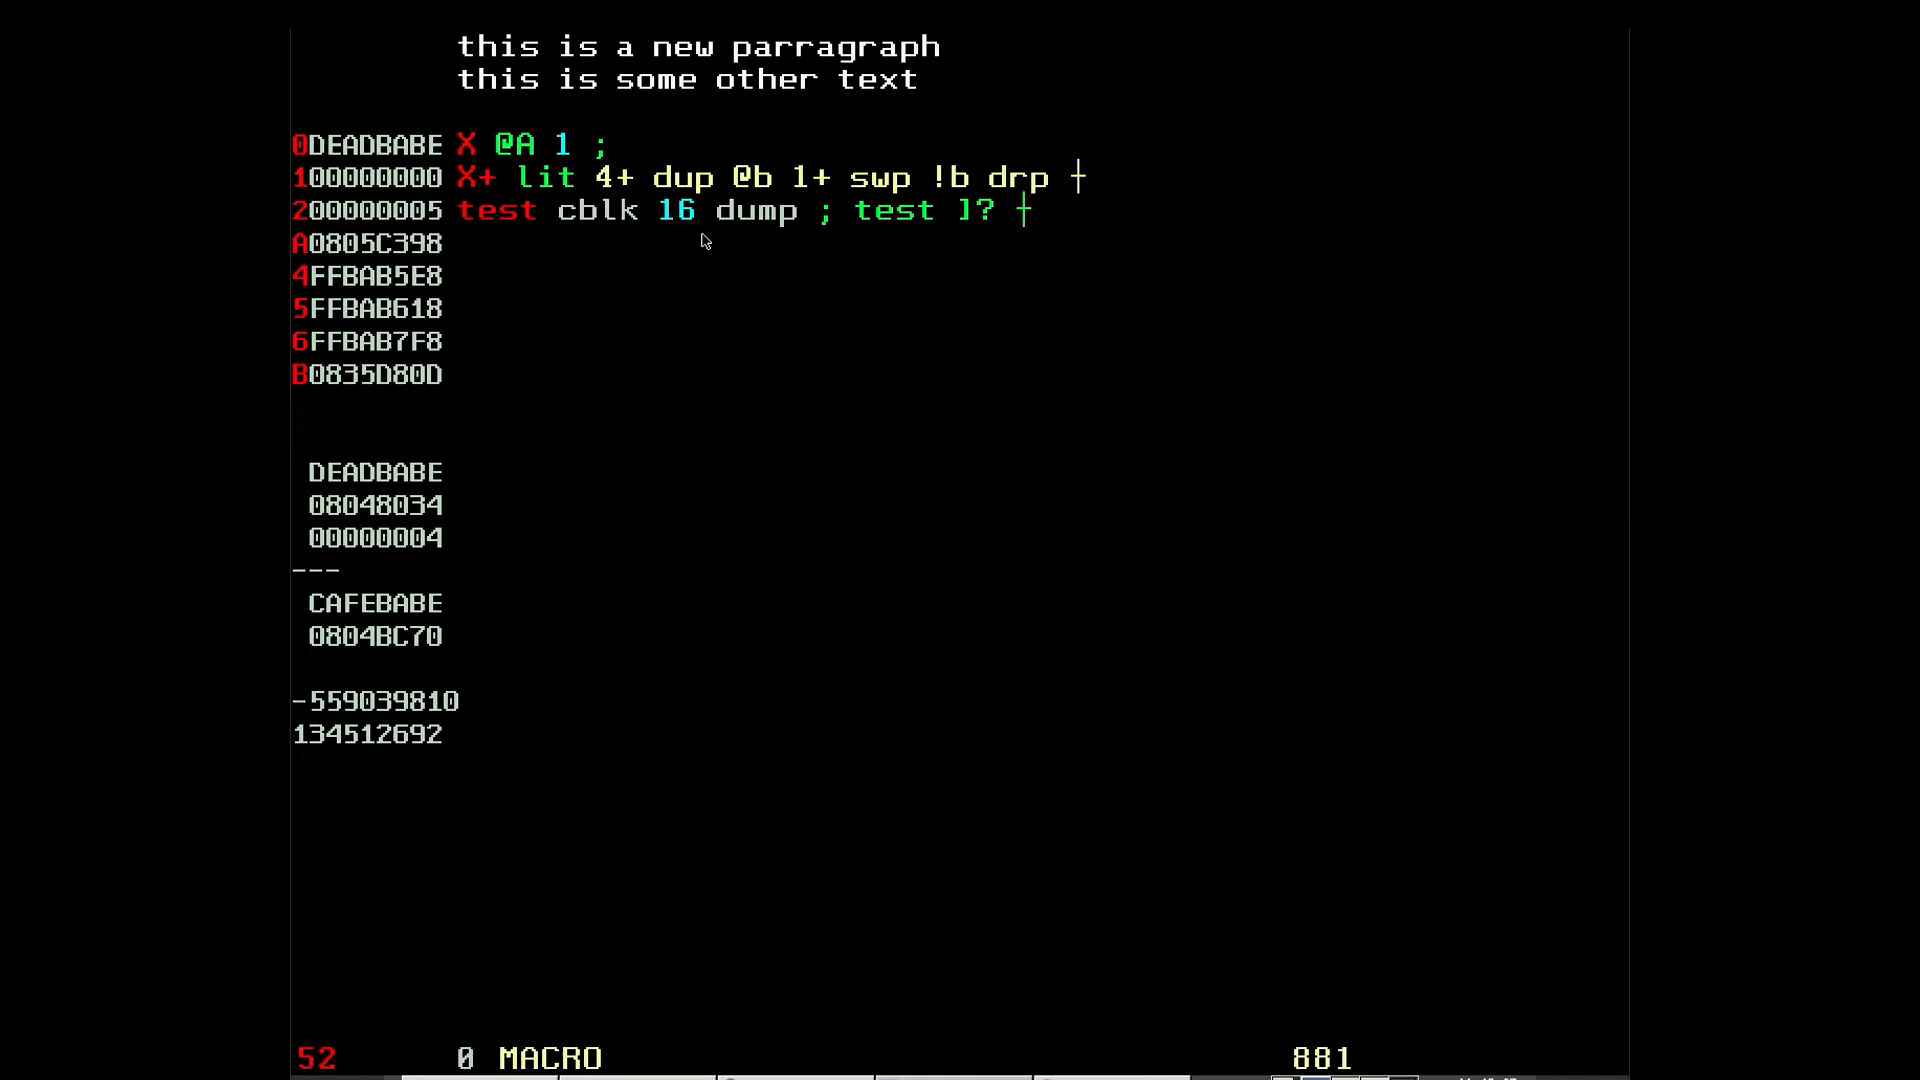 this is a new parragraph
this is some other text
0DEADBABE X @A 1 ;
100000000 X+ lit 4+ dup @b 1+ swp !b drp
200000005 test cblk 16 dump ; test ]?
A0805C398
4FFBAB5E8
5FFBAB618
6FFBAB7F8
B0835D80D
DEADBABE
08048034
00000004
---
CAFEBABE
0804BC70
-559039810
134512692
52 0 MACRO 881